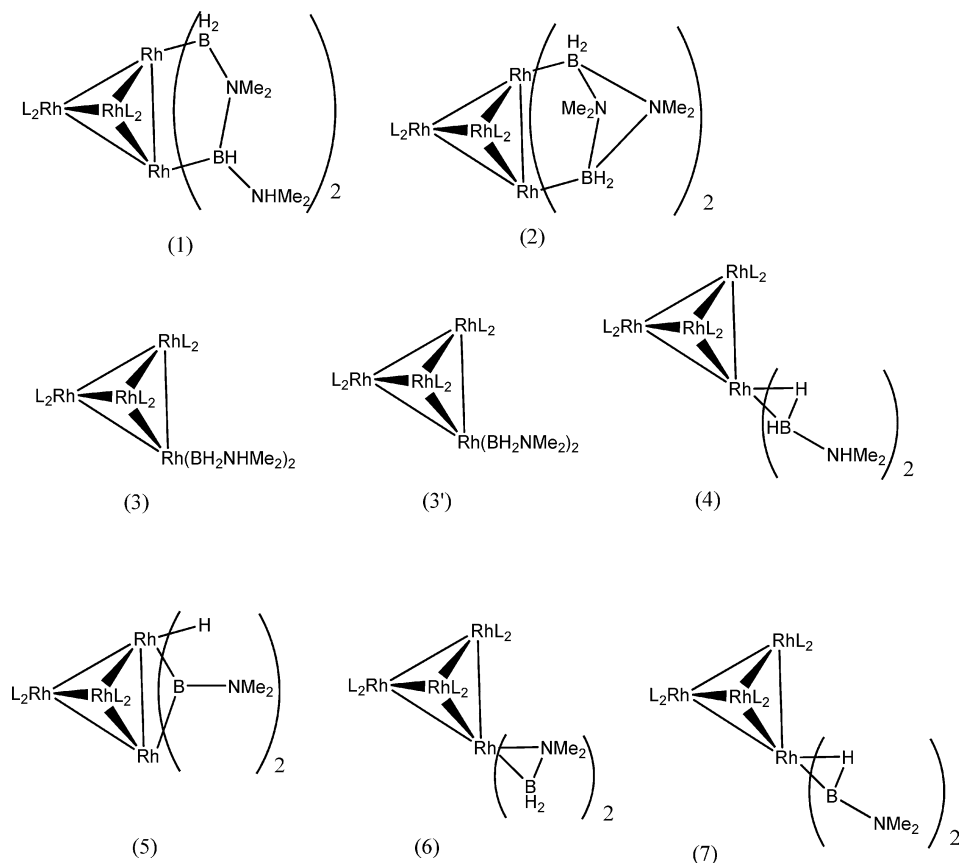 H₂
B
Rh
NMe₂
L₂Rh
RhL₂
BH
Rh
NHMe₂
2
(1)
H₂
B
Rh
Me₂N
NMe₂
L₂Rh
RhL₂
BH₂
Rh
2
(2)
RhL₂
L₂Rh
RhL₂
Rh(BH₂NHMe₂)₂
(3)
RhL₂
L₂Rh
RhL₂
Rh(BH₂NMe₂)₂
(3')
RhL₂
L₂Rh
RhL₂
Rh
H
HB
NHMe₂
2
(4)
Rh
H
L₂Rh
RhL₂
B
NMe₂
Rh
2
(5)
RhL₂
L₂Rh
RhL₂
Rh
NMe₂
B
H₂
2
(6)
RhL₂
L₂Rh
RhL₂
Rh
H
B
NMe₂
2
(7)